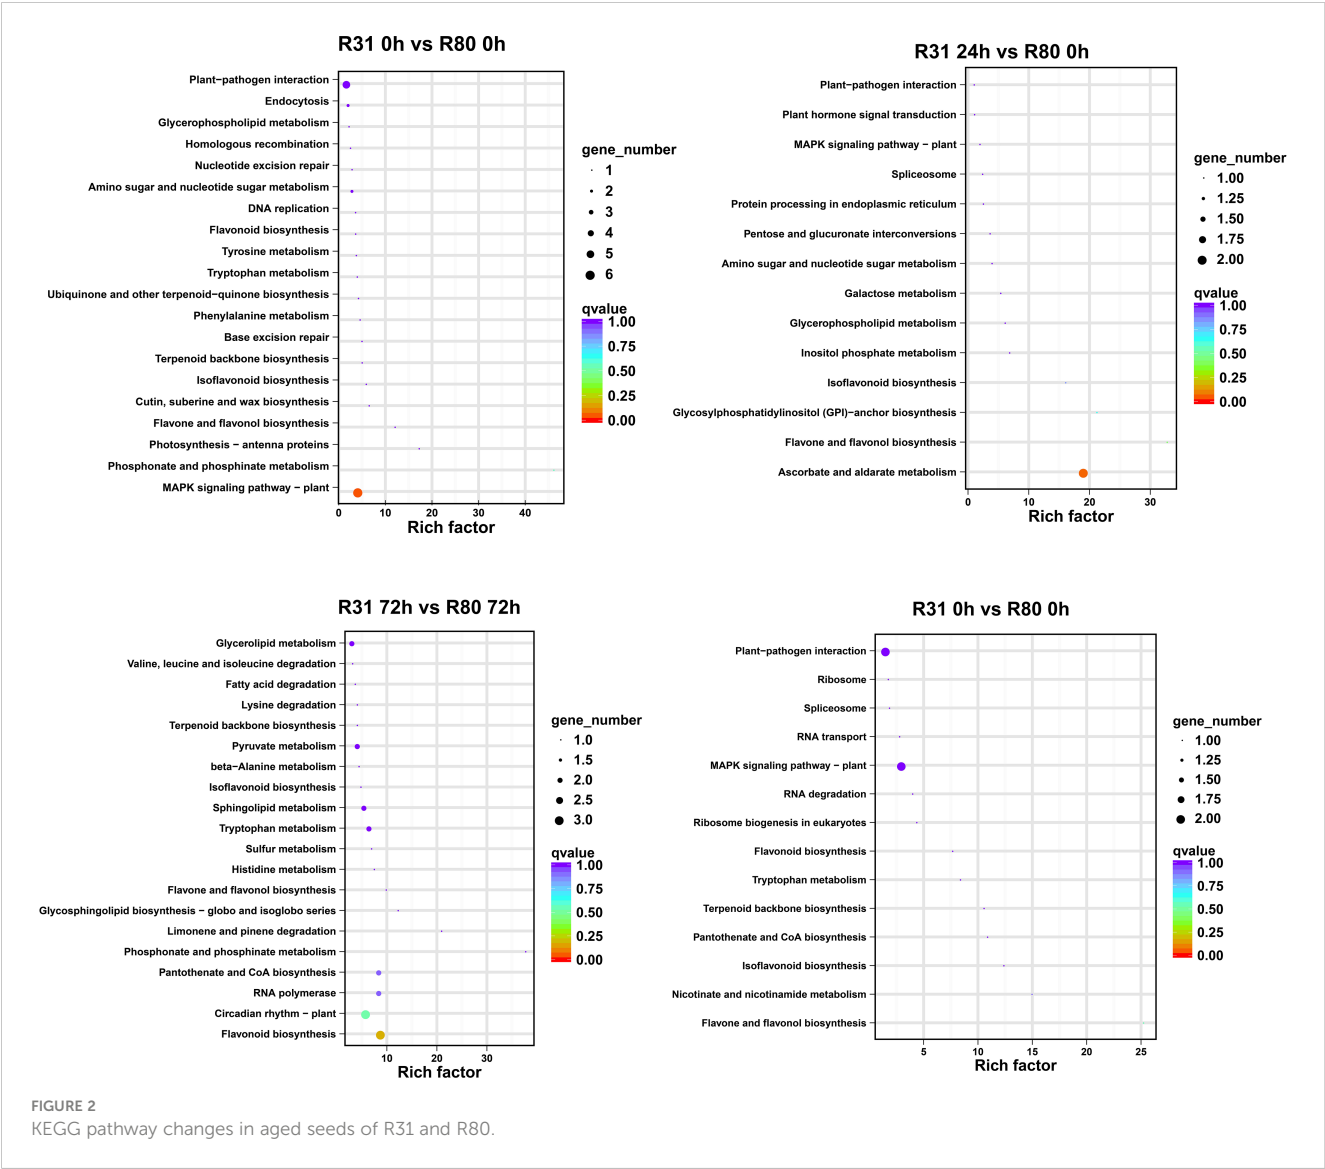 R31 0h vs R80 0h
Plant−pathogen interaction
Endocytosis
Glycerophospholipid metabolism
Homologous recombination
Nucleotide excision repair
Amino sugar and nucleotide sugar metabolism
DNA replication
Flavonoid biosynthesis
Tyrosine metabolism
Tryptophan metabolism
Ubiquinone and other terpenoid−quinone biosynthesis
Phenylalanine metabolism
Base excision repair
Terpenoid backbone biosynthesis
Isoflavonoid biosynthesis
Cutin, suberine and wax biosynthesis
Flavone and flavonol biosynthesis
Photosynthesis − antenna proteins
Phosphonate and phosphinate metabolism
MAPK signaling pathway − plant
0 10 20 30 40
Rich factor
gene_number
1
2
3
4
5
6
qvalue
1.00
0.75
0.50
0.25
0.00
R31 24h vs R80 0h
Plant−pathogen interaction
Plant hormone signal transduction
MAPK signaling pathway − plant
Spliceosome
Protein processing in endoplasmic reticulum
Pentose and glucuronate interconversions
Amino sugar and nucleotide sugar metabolism
Galactose metabolism
Glycerophospholipid metabolism
Inositol phosphate metabolism
Isoflavonoid biosynthesis
Glycosylphosphatidylinositol (GPI)−anchor biosynthesis
Flavone and flavonol biosynthesis
Ascorbate and aldarate metabolism
0 10 20 30
Rich factor
gene_number
1.00
1.25
1.50
1.75
2.00
qvalue
1.00
0.75
0.50
0.25
0.00
R31 72h vs R80 72h
Glycerolipid metabolism
Valine, leucine and isoleucine degradation
Fatty acid degradation
Lysine degradation
Terpenoid backbone biosynthesis
Pyruvate metabolism
beta−Alanine metabolism
Isoflavonoid biosynthesis
Sphingolipid metabolism
Tryptophan metabolism
Sulfur metabolism
Histidine metabolism
Flavone and flavonol biosynthesis
Glycosphingolipid biosynthesis − globo and isoglobo series
Limonene and pinene degradation
Phosphonate and phosphinate metabolism
Pantothenate and CoA biosynthesis
RNA polymerase
Circadian rhythm − plant
Flavonoid biosynthesis
10 20 30
Rich factor
gene_number
1.0
1.5
2.0
2.5
3.0
qvalue
1.00
0.75
0.50
0.25
0.00
R31 0h vs R80 0h
Plant−pathogen interaction
Ribosome
Spliceosome
RNA transport
MAPK signaling pathway − plant
RNA degradation
Ribosome biogenesis in eukaryotes
Flavonoid biosynthesis
Tryptophan metabolism
Terpenoid backbone biosynthesis
Pantothenate and CoA biosynthesis
Isoflavonoid biosynthesis
Nicotinate and nicotinamide metabolism
Flavone and flavonol biosynthesis
5 10 15 20 25
Rich factor
gene_number
1.00
1.25
1.50
1.75
2.00
qvalue
1.00
0.75
0.50
0.25
0.00
FIGURE 2
KEGG pathway changes in aged seeds of R31 and R80.